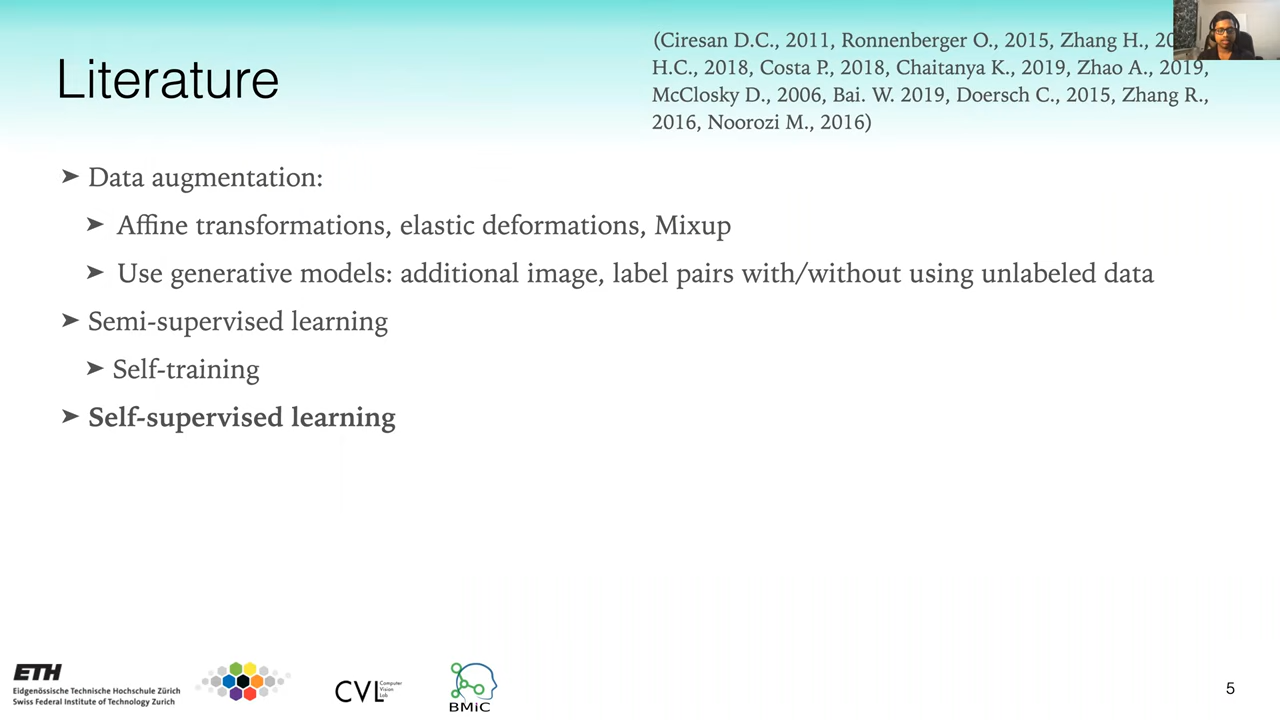 Literature
(Ciresan D.C., 2011, Ronnenberger O., 2015, Zhang H.,
H.C., 2018, Costa P., 2018, Chaitanya K., 2019, Zhao A., 2019,
McClosky D., 2006, Bai. W. 2019, Doersch C., 2015, Zhang R.,
2016, Noorozi M., 2016)
➤ Data augmentation:
➤ Affine transformations, elastic deformations, Mixup
➤ Use generative models: additional image, label pairs with/without using unlabeled data
➤ Semi-supervised learning
➤ Self-training
➤ Self-supervised learning
ETH
Eidgenössische Technische Hochschule Zürich
Swiss Federal Institute of Technology Zurich
CVL Computer
Vision
Lab
BMiC
5